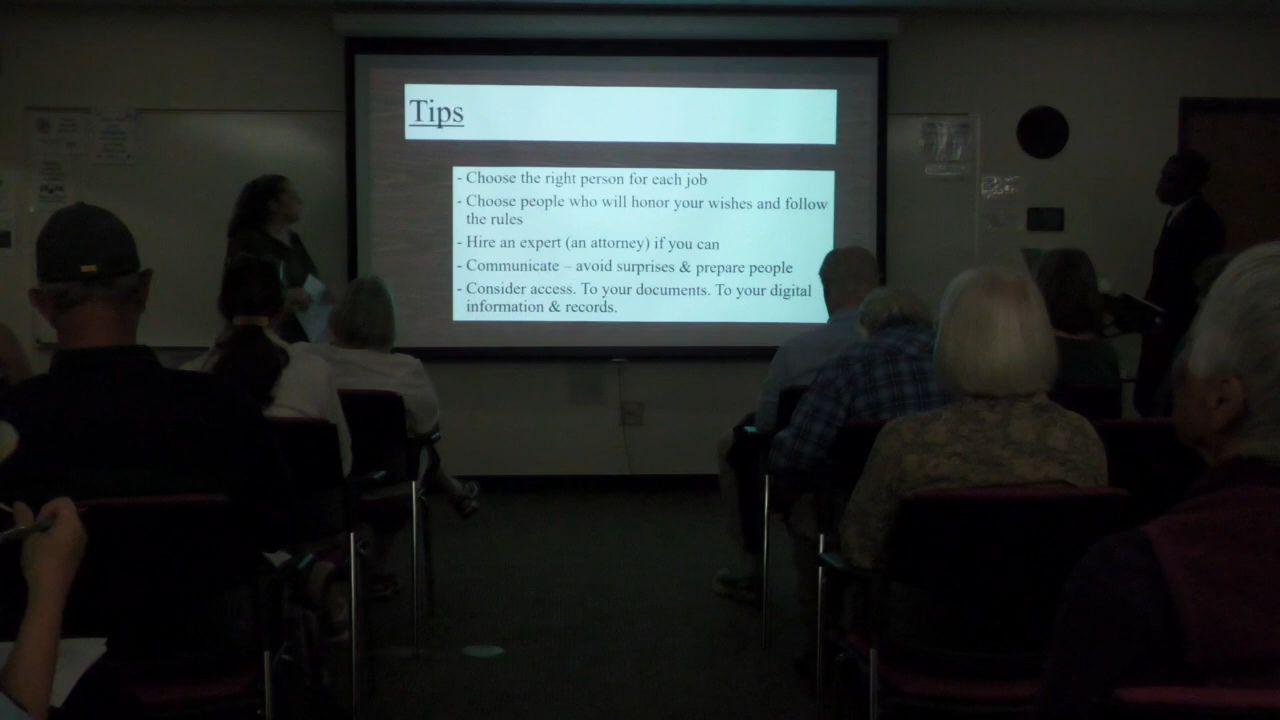 Tips
- Choose the right person for each job
- Choose people who will honor your wishes and follow
the rules
- Hire an expert (an attorney) if you can
- Communicate – avoid surprises & prepare people
- Consider access. To your documents. To your digital
information & records.